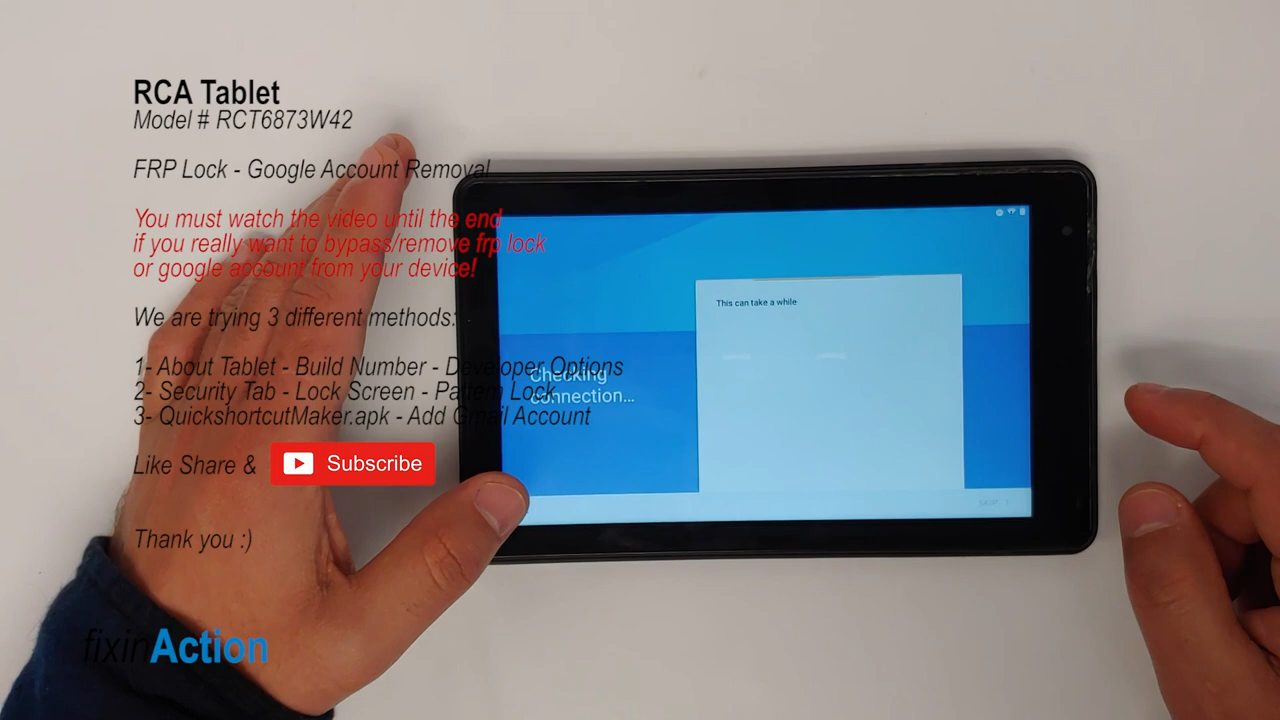 RCA Tablet
Model # RCT6873W42
FRP Lock - Google Account Removal
You must watch the video until the end
if you really want to bypass/remove frp lock
or google account from your device!
We are trying 3 different methods:
1- About Tablet - Build Number - Developer Options
2- Security Tab - Lock Screen - Pattern Lock
3- QuickshortcutMaker.apk - Add Gmail Account
Like Share & Subscribe
Thank you :)
fixinAction
This can take a while
Checking
connection...
SKIP